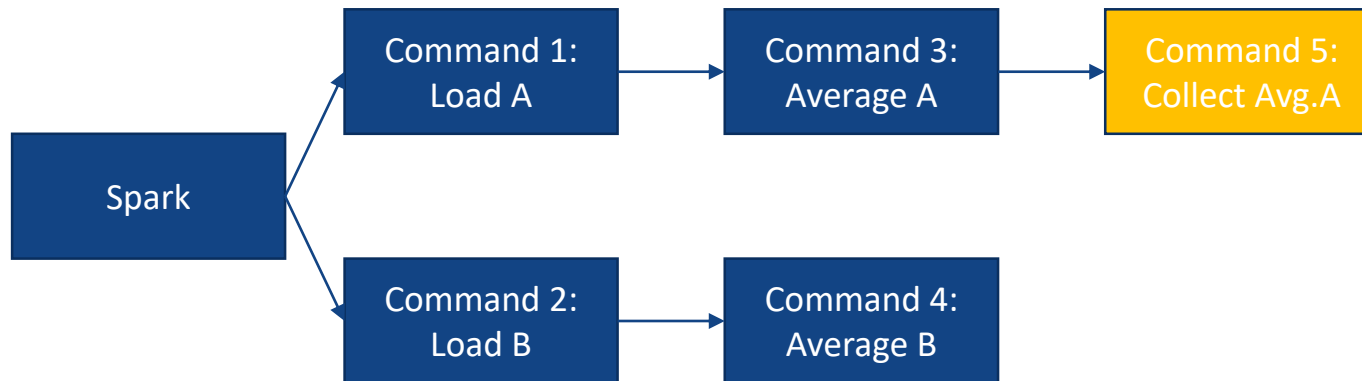 Command 1:
Load A
Command 3:
Average A
Command 5:
Collect Avg.A
Spark
Command 2:
Load B
Command 4:
Average B